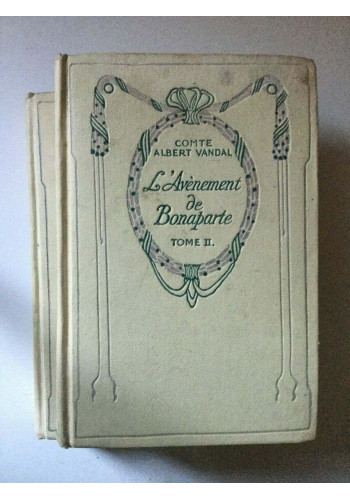 COMTE
ALBERT VANDAL
L'Avènement
de
Bonaparte
TOME II.